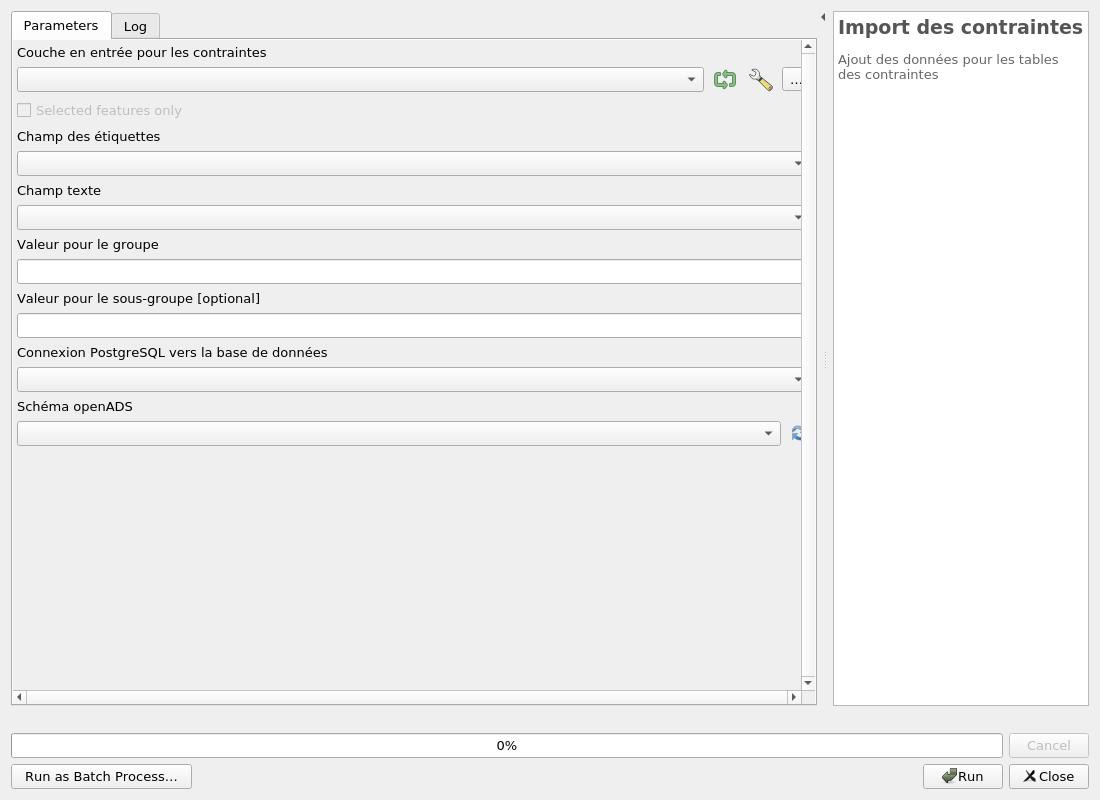 Parameters
Log
Couche en entrée pour les contraintes
...
Selected features only
Champ des étiquettes
Champ texte
Valeur pour le groupe
Valeur pour le sous-groupe [optional]
Connexion PostgreSQL vers la base de données
Schéma openADS
Import des contraintes
Ajout des données pour les tables
des contraintes
0%
Cancel
Run as Batch Process...
Run
Close